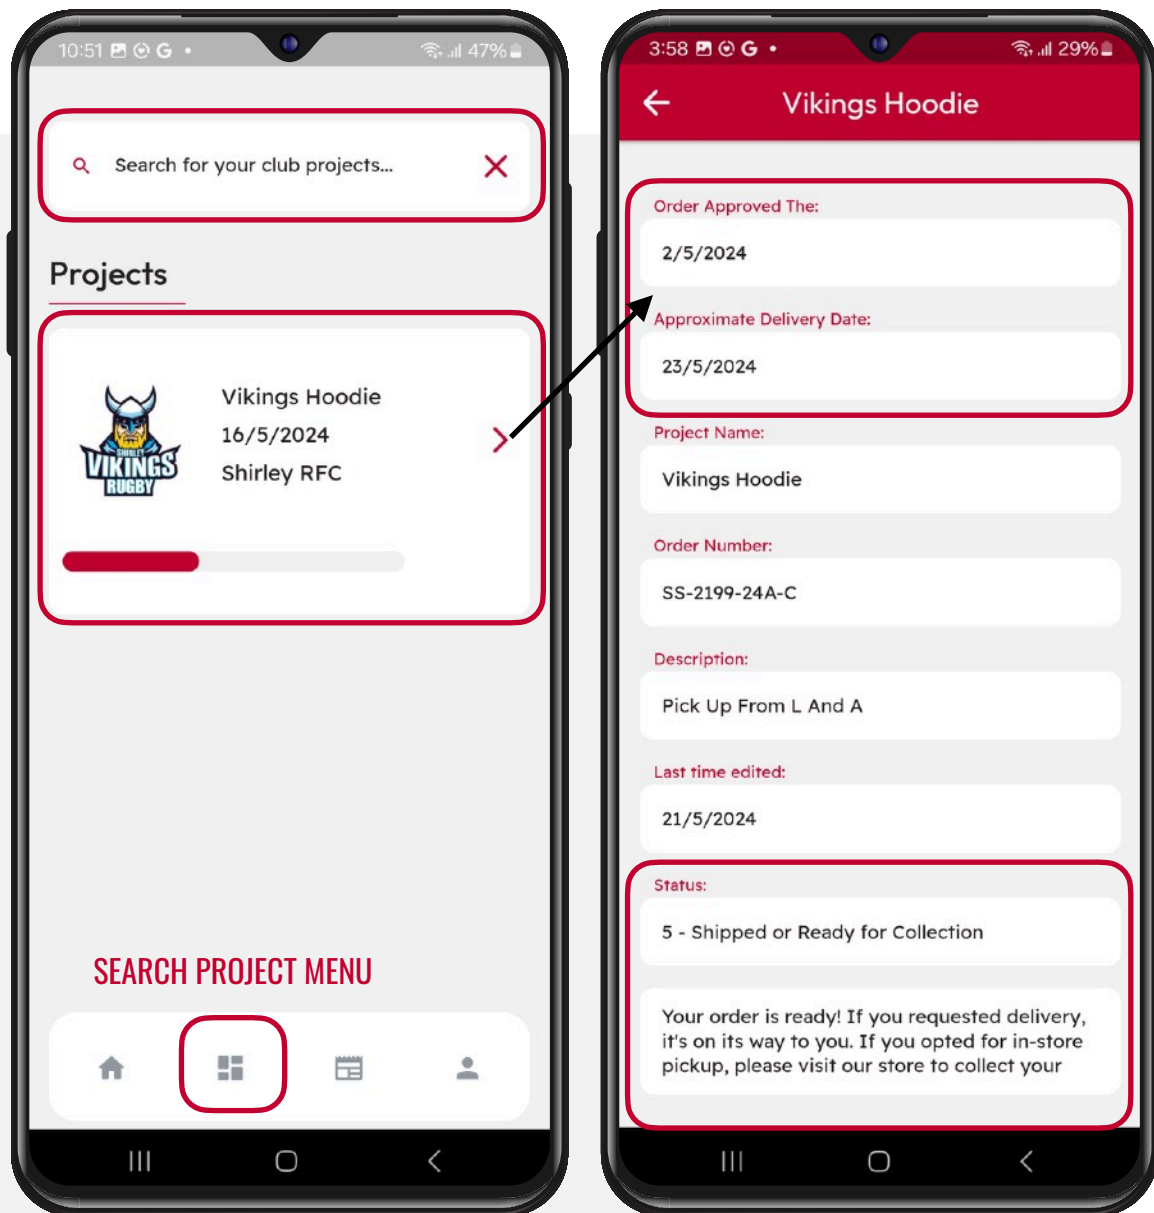 10:51 G
47%
Search for your club projects...
Projects
Vikings Hoodie
16/5/2024
Shirley RFC
SHIRLEY
VIKINGS
RUGBY
SEARCH PROJECT MENU
3:58 G
29%
Vikings Hoodie
Order Approved The:
2/5/2024
Approximate Delivery Date:
23/5/2024
Project Name:
Vikings Hoodie
Order Number:
SS-2199-24A-C
Description:
Pick Up From L And A
Last time edited:
21/5/2024
Status:
5 - Shipped or Ready for Collection
Your order is ready! If you requested delivery,
it's on its way to you. If you opted for in-store
pickup, please visit our store to collect your